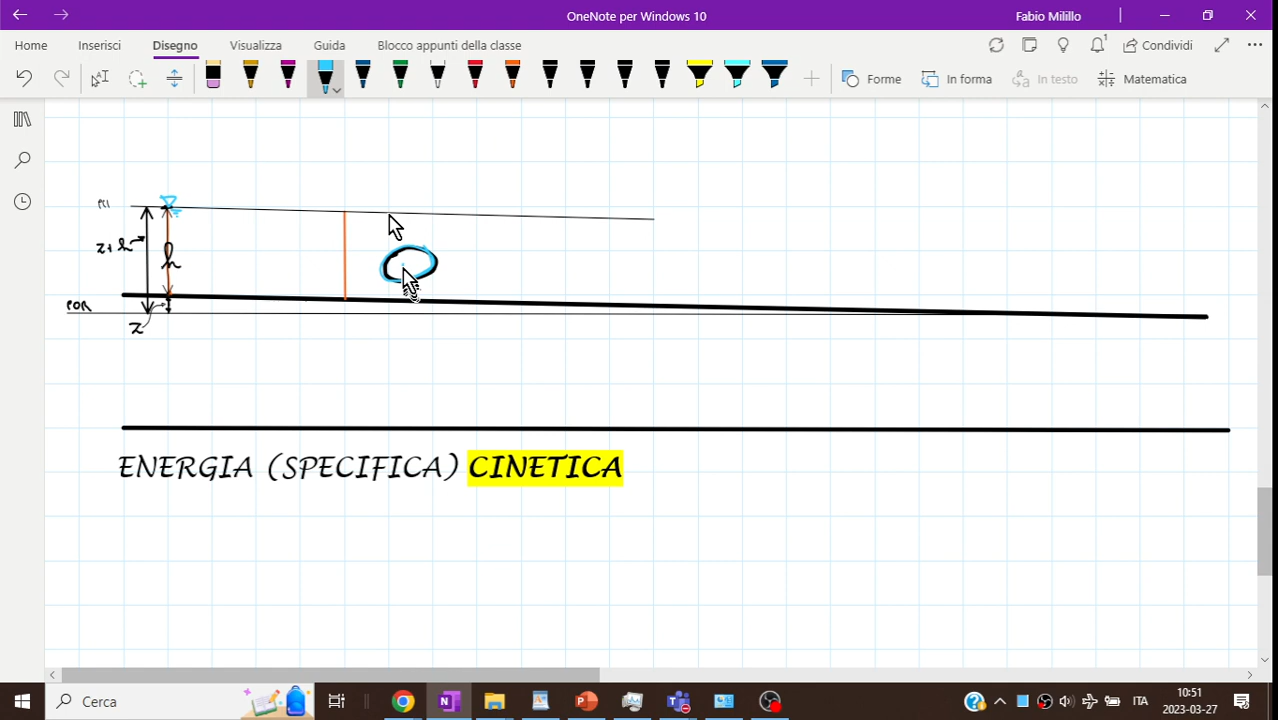 OneNote per Windows 10
Fabio Milillo
Home Inserisci Disegno Visualizza Guida Blocco appunti della classe
Condividi
Forme In forma In testo Matematica
z+h
h
z
ENERGIA (SPECIFICA) CINETICA
Cerca
ITA
10:51
2023-03-27